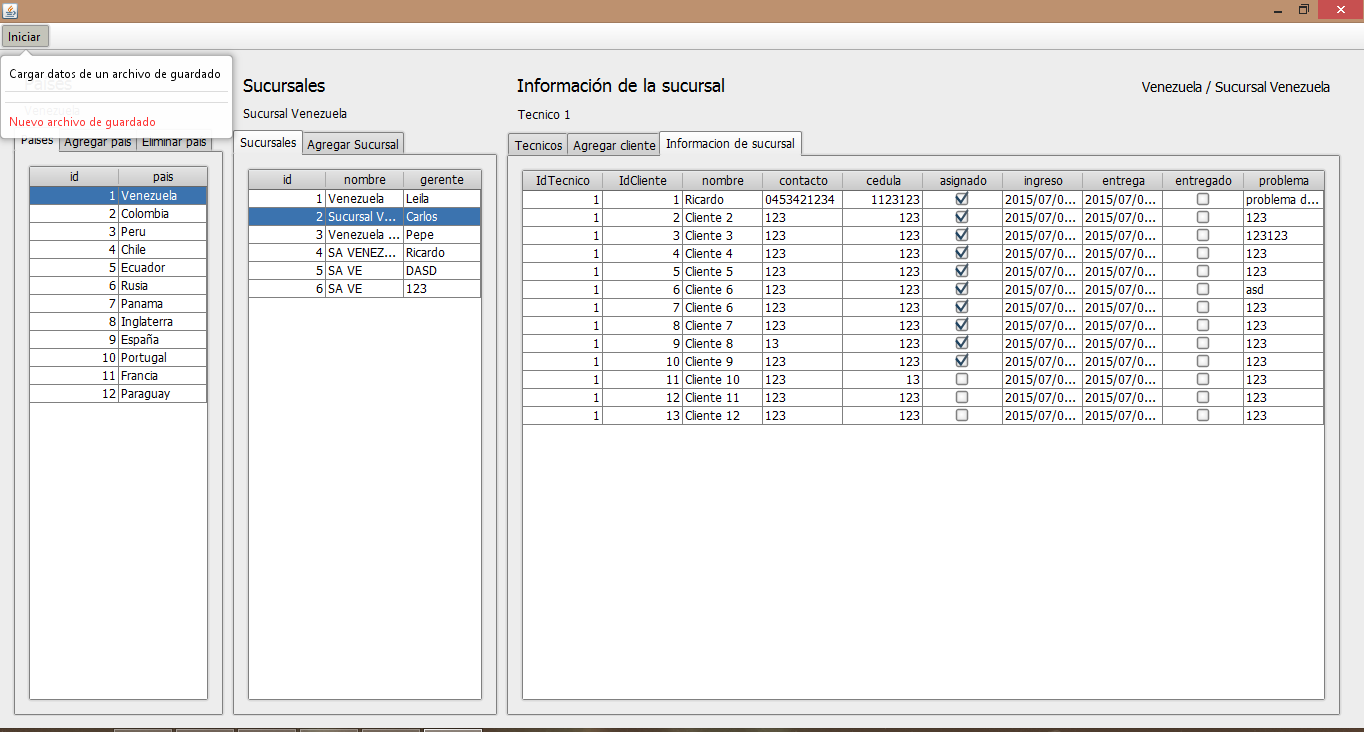 Iniciar
Cargar datos de un archivo de guardado
Nuevo archivo de guardado
Países
Venezuela
Paises Agregar pais Eliminar pais
id pais
1 Venezuela
2 Colombia
3 Peru
4 Chile
5 Ecuador
6 Rusia
7 Panama
8 Inglaterra
9 España
10 Portugal
11 Francia
12 Paraguay
Sucursales
Sucursal Venezuela
Sucursales Agregar Sucursal
id nombre gerente
1 Venezuela Leila
2 Sucursal V... Carlos
3 Venezuela ... Pepe
4 SA VENEZ... Ricardo
5 SA VE DASD
6 SA VE 123
Información de la sucursal
Venezuela / Sucursal Venezuela
Tecnico 1
Tecnicos Agregar cliente Informacion de sucursal
IdTecnico IdCliente nombre contacto cedula asignado ingreso entrega entregado problema
1 1 Ricardo 0453421234 1123123 2015/07/0... 2015/07/0... problema d...
1 2 Cliente 2 123 123 2015/07/0... 2015/07/0... 123
1 3 Cliente 3 123 123 2015/07/0... 2015/07/0... 123123
1 4 Cliente 4 123 123 2015/07/0... 2015/07/0... 123
1 5 Cliente 5 123 123 2015/07/0... 2015/07/0... 123
1 6 Cliente 6 123 123 2015/07/0... 2015/07/0... asd
1 7 Cliente 6 123 123 2015/07/0... 2015/07/0... 123
1 8 Cliente 7 123 123 2015/07/0... 2015/07/0... 123
1 9 Cliente 8 13 123 2015/07/0... 2015/07/0... 123
1 10 Cliente 9 123 123 2015/07/0... 2015/07/0... 123
1 11 Cliente 10 123 13 2015/07/0... 2015/07/0... 123
1 12 Cliente 11 123 123 2015/07/0... 2015/07/0... 123
1 13 Cliente 12 123 123 2015/07/0... 2015/07/0... 123